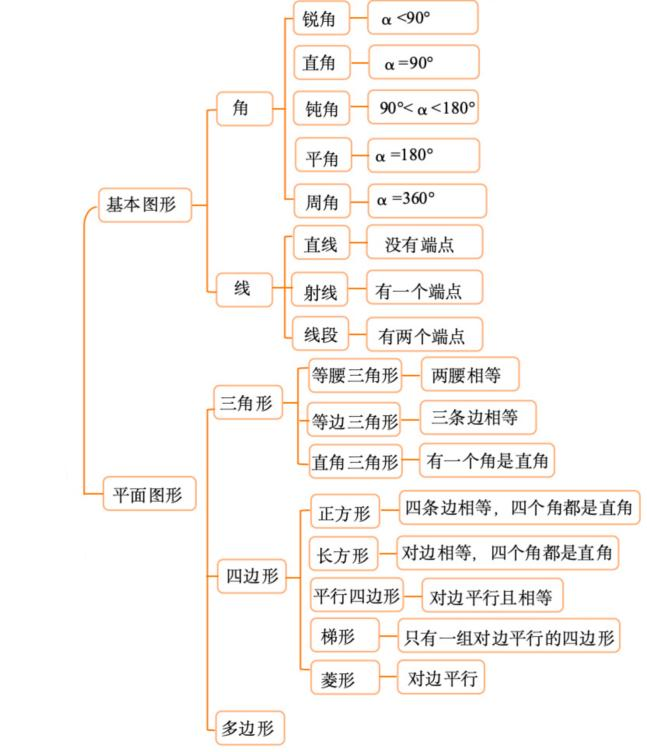 锐角
α <90°
直角
α =90°
角
钝角
90°< α <180°
平角
α =180°
基本图形
周角
α =360°
直线
没有端点
线
射线
有一个端点
线段
有两个端点
等腰三角形
两腰相等
三角形
等边三角形
三条边相等
直角三角形
有一个角是直角
平面图形
正方形
四条边相等，四个角都是直角
长方形
对边相等，四个角都是直角
四边形
平行四边形
对边平行且相等
梯形
只有一组对边平行的四边形
菱形
对边平行
多边形